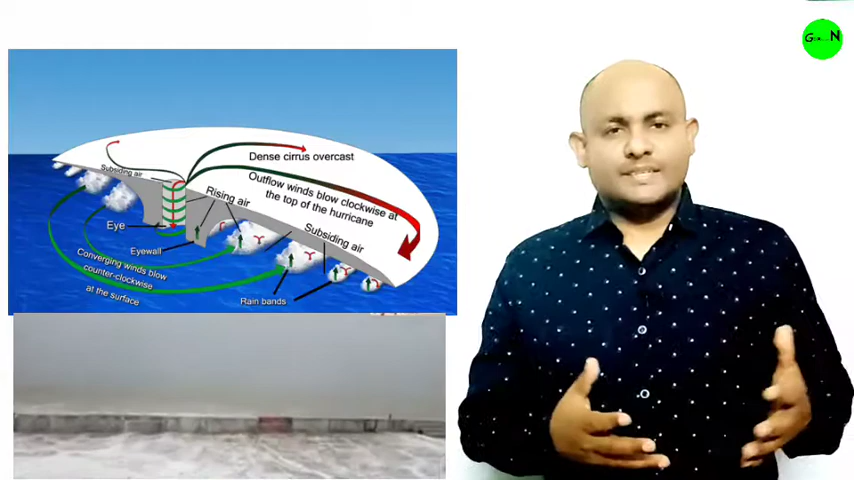 Dense cirrus overcast
Subsiding air
Outflow winds blow clockwise at
the top of the hurricane
Rising air
Eye
Subsiding air
Eyewall
Converging winds blow
counter-clockwise
at the surface
Rain bands